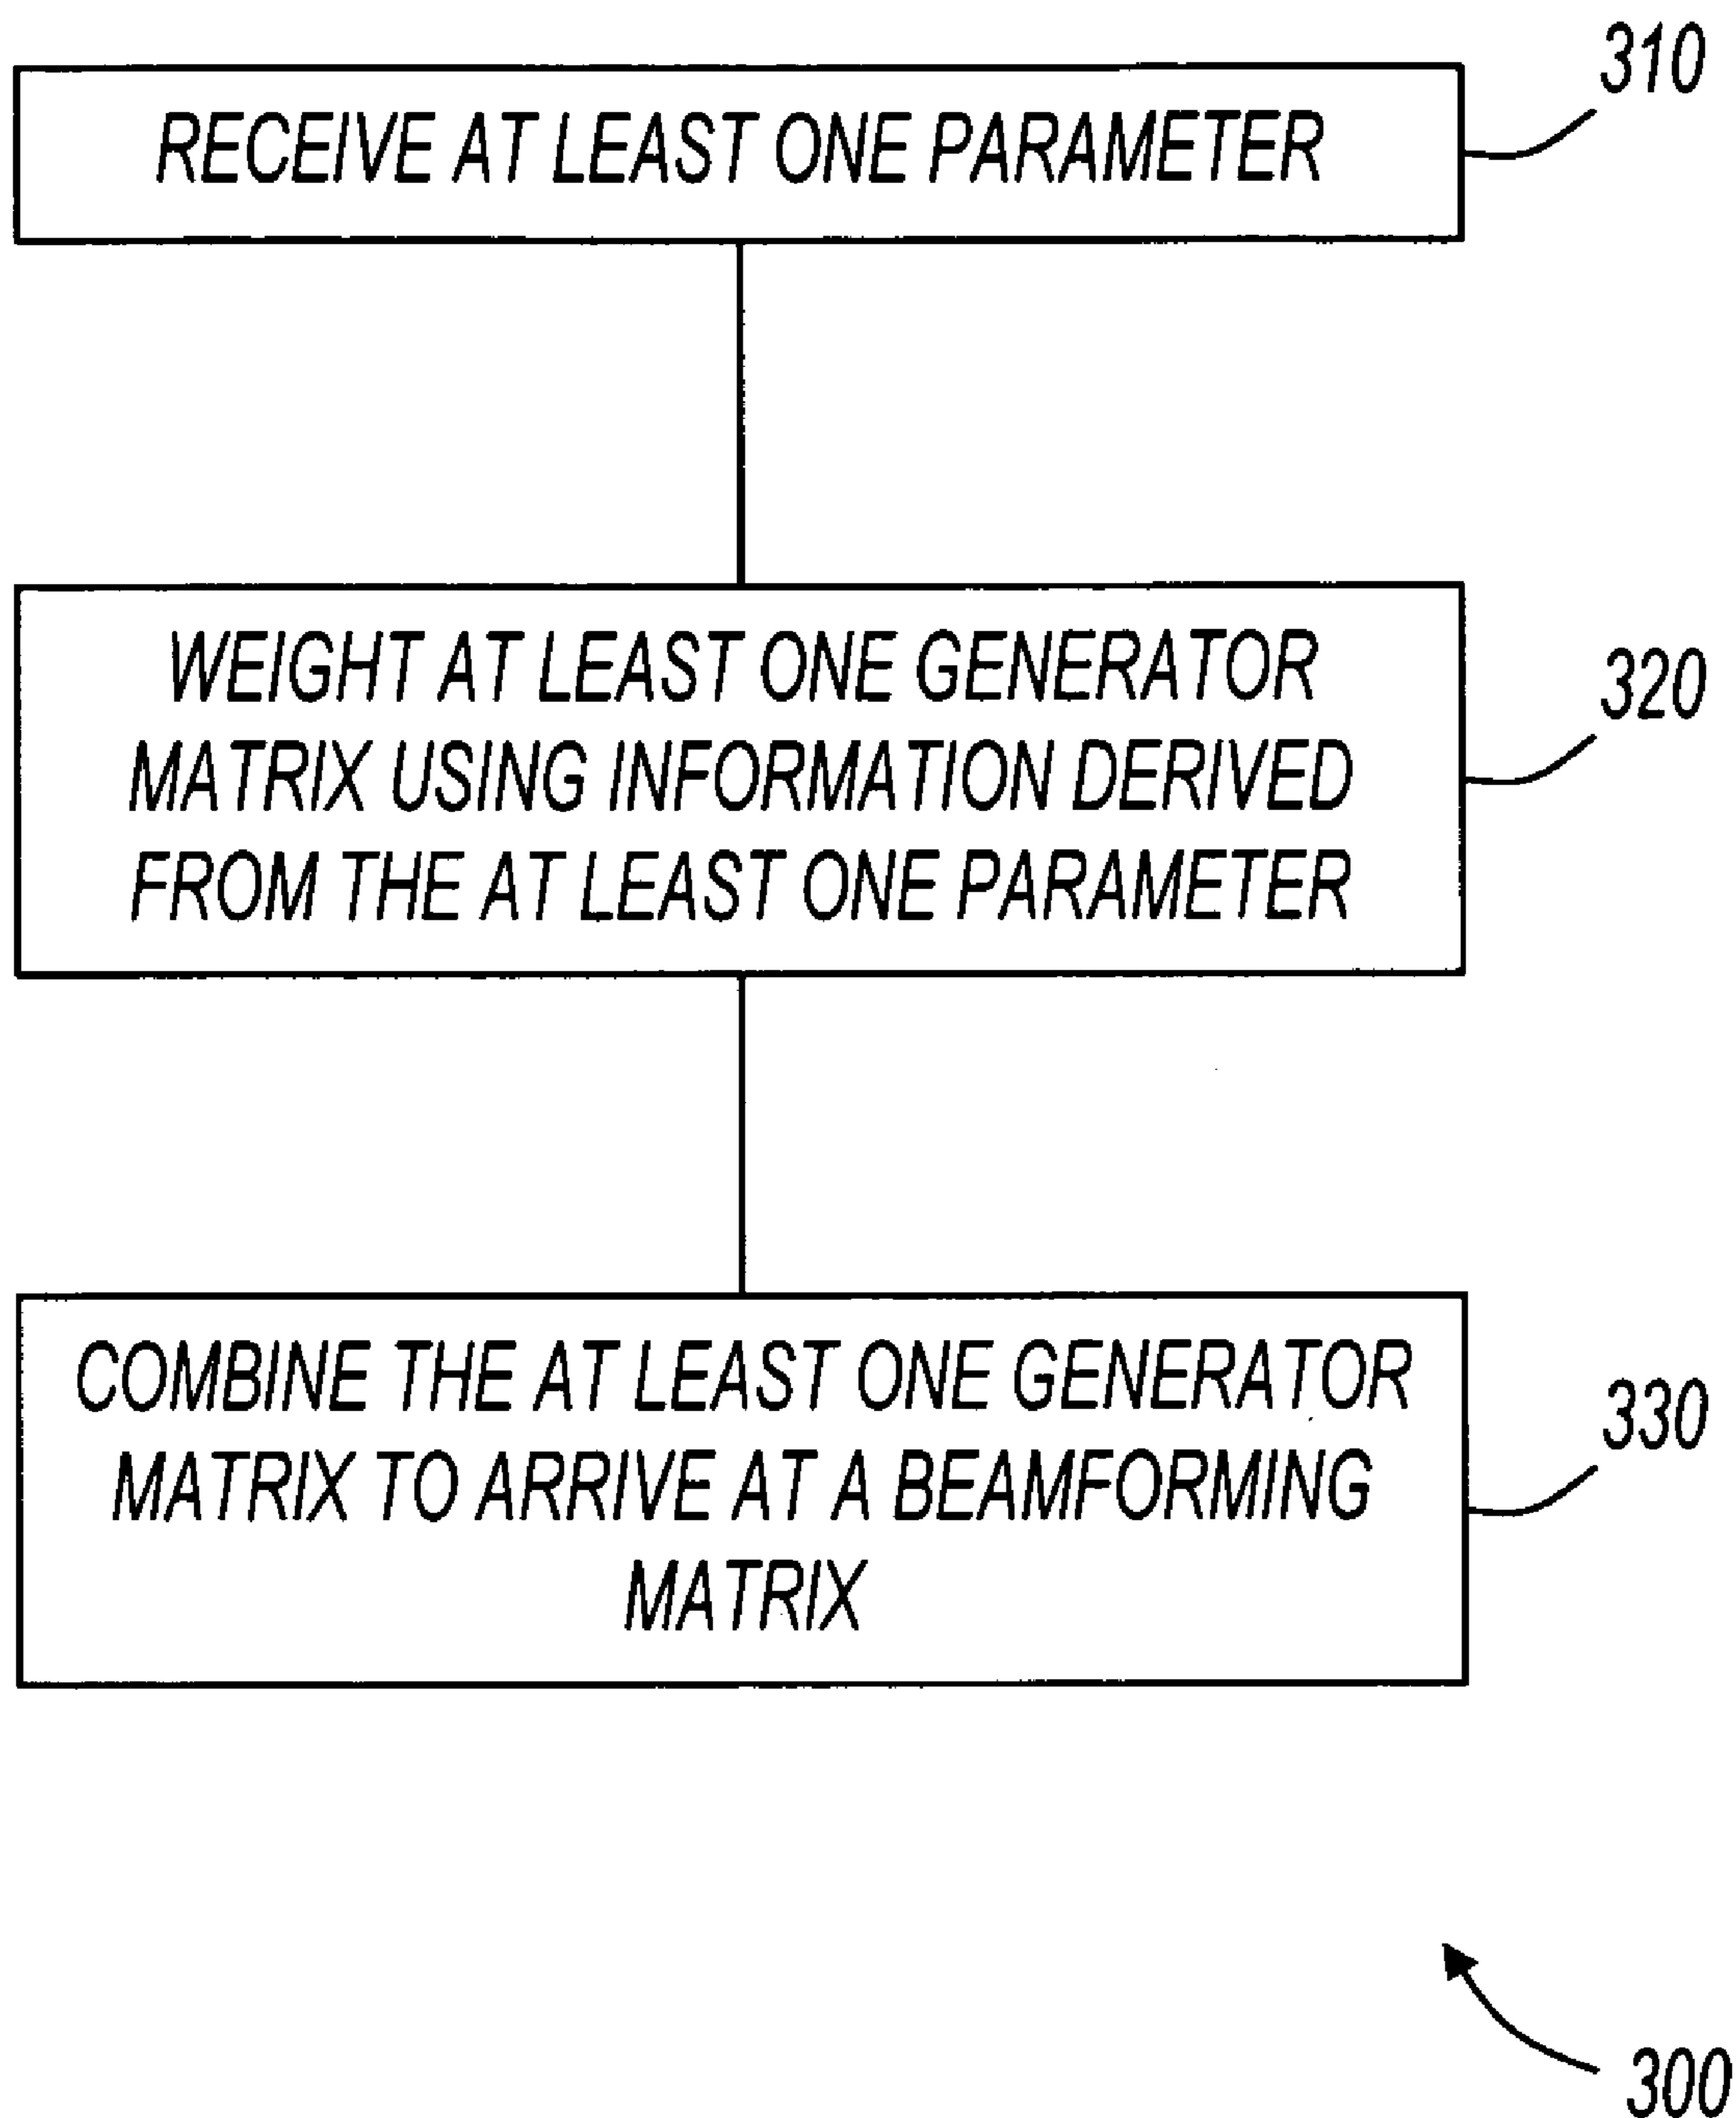 310
RECEIVE AT LEAST ONE PARAMETER
WEIGHT AT LEAST ONE GENERATOR
MATRIX USING INFORMATION DERIVED
FROM THE AT LEAST ONE PARAMETER
320
COMBINE THE AT LEAST ONE GENERATOR
MATRIX TO ARRIVE AT A BEAMFORMING
MATRIX
330
300